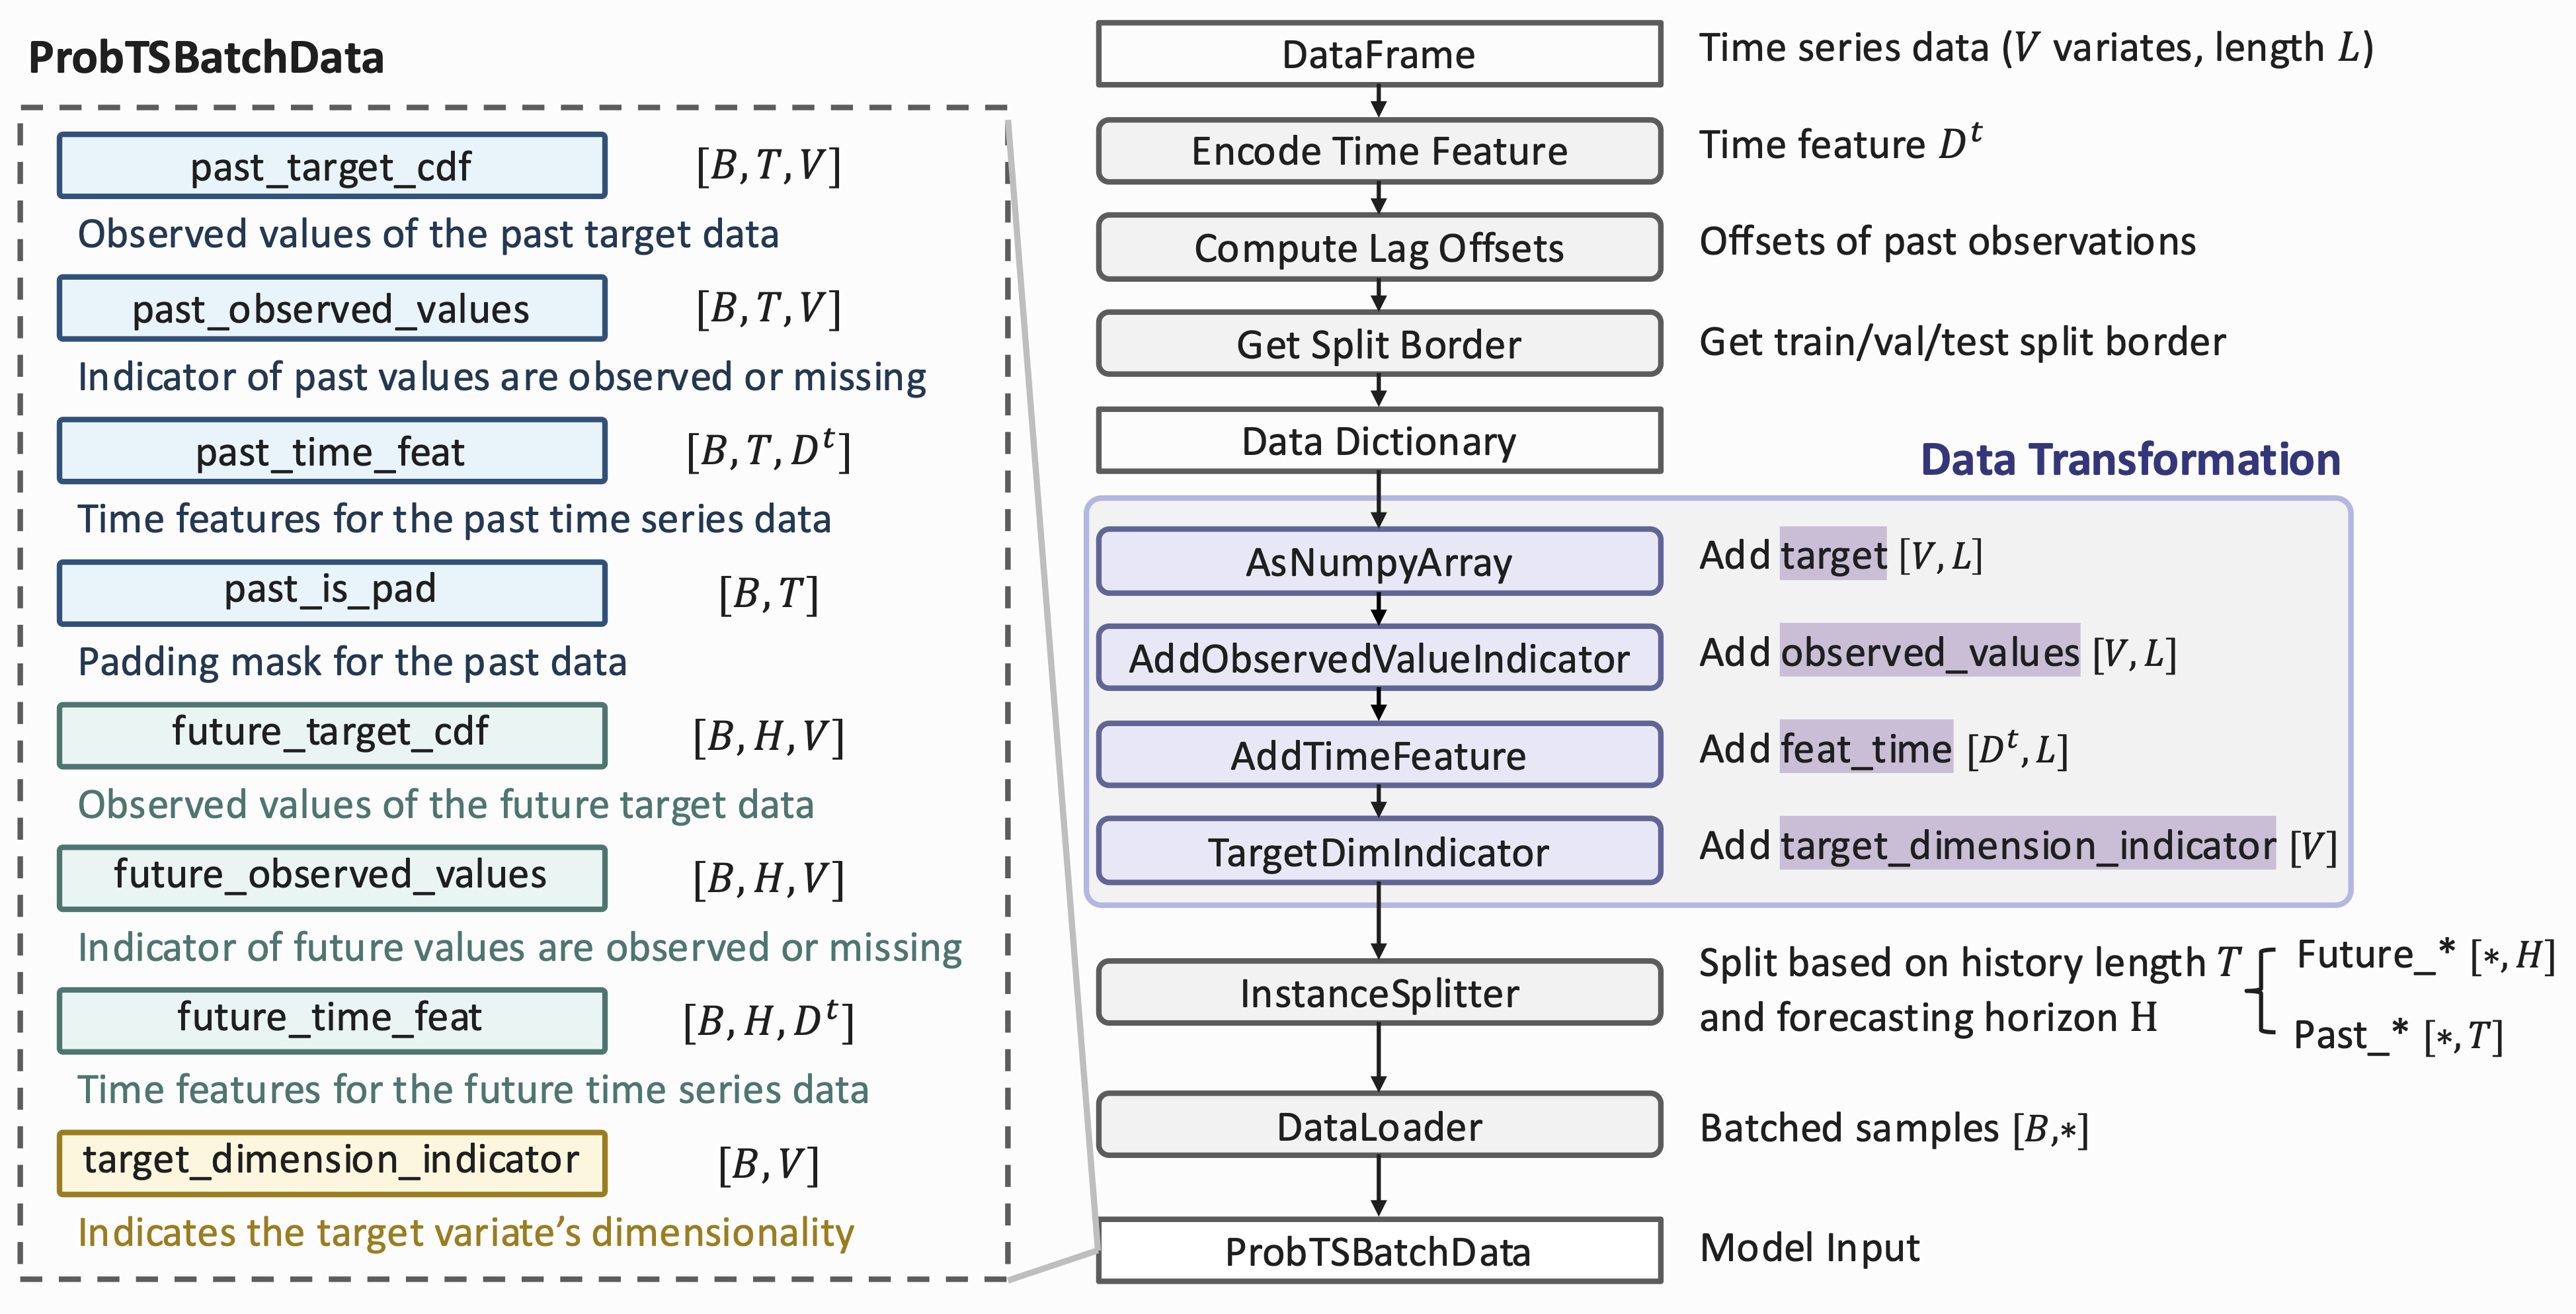 ProbTSBatchData
past_target_cdf [B, T, V]
Observed values of the past target data
past_observed_values [B, T, V]
Indicator of past values are observed or missing
past_time_feat [B, T, Dᵗ]
Time features for the past time series data
past_is_pad [B, T]
Padding mask for the past data
future_target_cdf [B, H, V]
Observed values of the future target data
future_observed_values [B, H, V]
Indicator of future values are observed or missing
future_time_feat [B, H, Dᵗ]
Time features for the future time series data
target_dimension_indicator [B, V]
Indicates the target variate’s dimensionality
DataFrame
Time series data (V variates, length L)
Encode Time Feature
Time feature Dᵗ
Compute Lag Offsets
Offsets of past observations
Get Split Border
Get train/val/test split border
Data Dictionary
Data Transformation
AsNumpyArray
Add target [V, L]
AddObservedValueIndicator
Add observed_values [V, L]
AddTimeFeature
Add feat_time [Dᵗ, L]
TargetDimIndicator
Add target_dimension_indicator [V]
InstanceSplitter
Split based on history length T
and forecasting horizon H
Future_* [*, H]
Past_* [*, T]
DataLoader
Batched samples [B,*]
ProbTSBatchData
Model Input